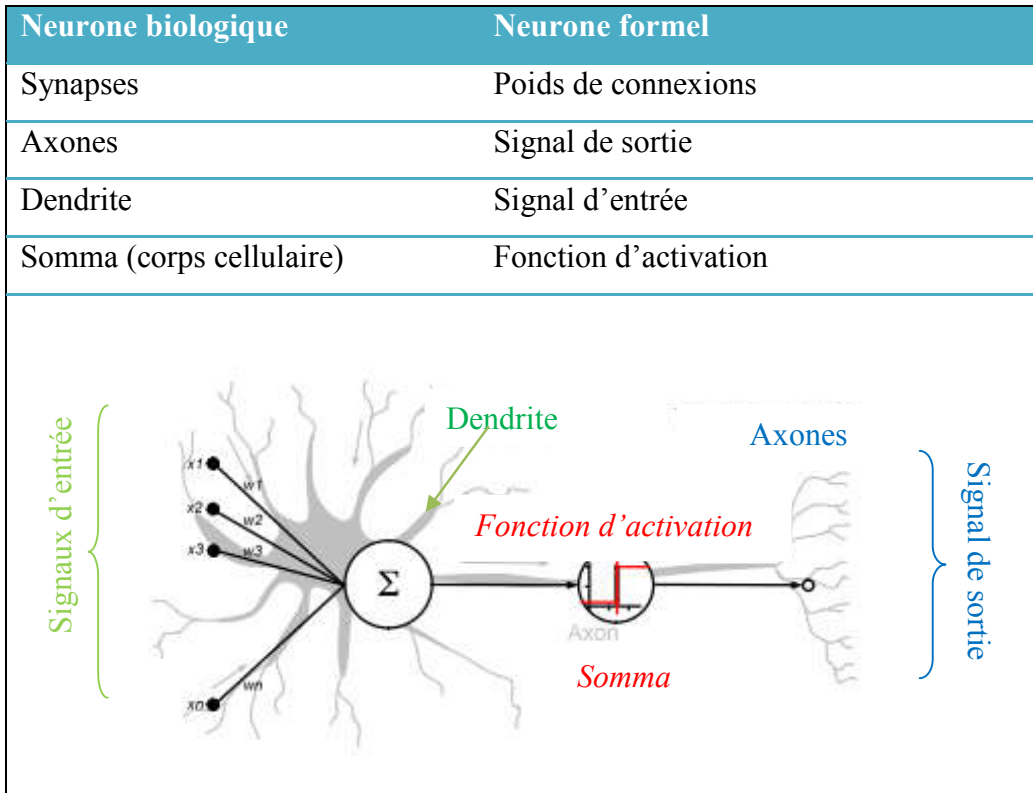 Neurone biologique Neurone formel
Synapses Poids de connexions
Axones Signal de sortie
Dendrite Signal d'entrée
Somma (corps cellulaire) Fonction d'activation
Signaux d'entrée
Dendrite
Axones
x1
w1
x2
w2
x3
w3
Fonction d'activation
Σ
Axon
Somma
wn
xn
Signal de sortie